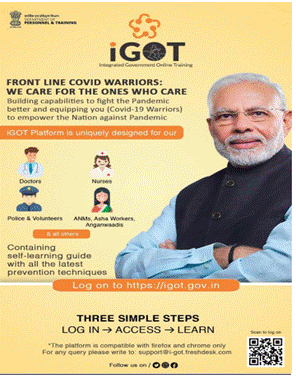 DEPARTMENT OF
PERSONNEL & TRAINING
iGOT
Integrated Government Online Training
FRONT LINE COVID WARRIORS:
WE CARE FOR THE ONES WHO CARE
Building capabilities to fight the Pandemic
better and equipping you (Covid-19 Warriors)
to empower the Nation against Pandemic
iGOT Platform is uniquely designed for our
Doctors
Nurses
Police & Volunteers
ANMs, Asha Workers,
Anganwaadis
& all others
Containing
self-learning guide
with all the latest
prevention techniques
Log on to https://igot.gov.in
THREE SIMPLE STEPS
LOG IN → ACCESS → LEARN
Scan to log on
*The platform is compatible with firefox and chrome only
For any query please write to: support@i-got.freshdesk.com
Follow us on /